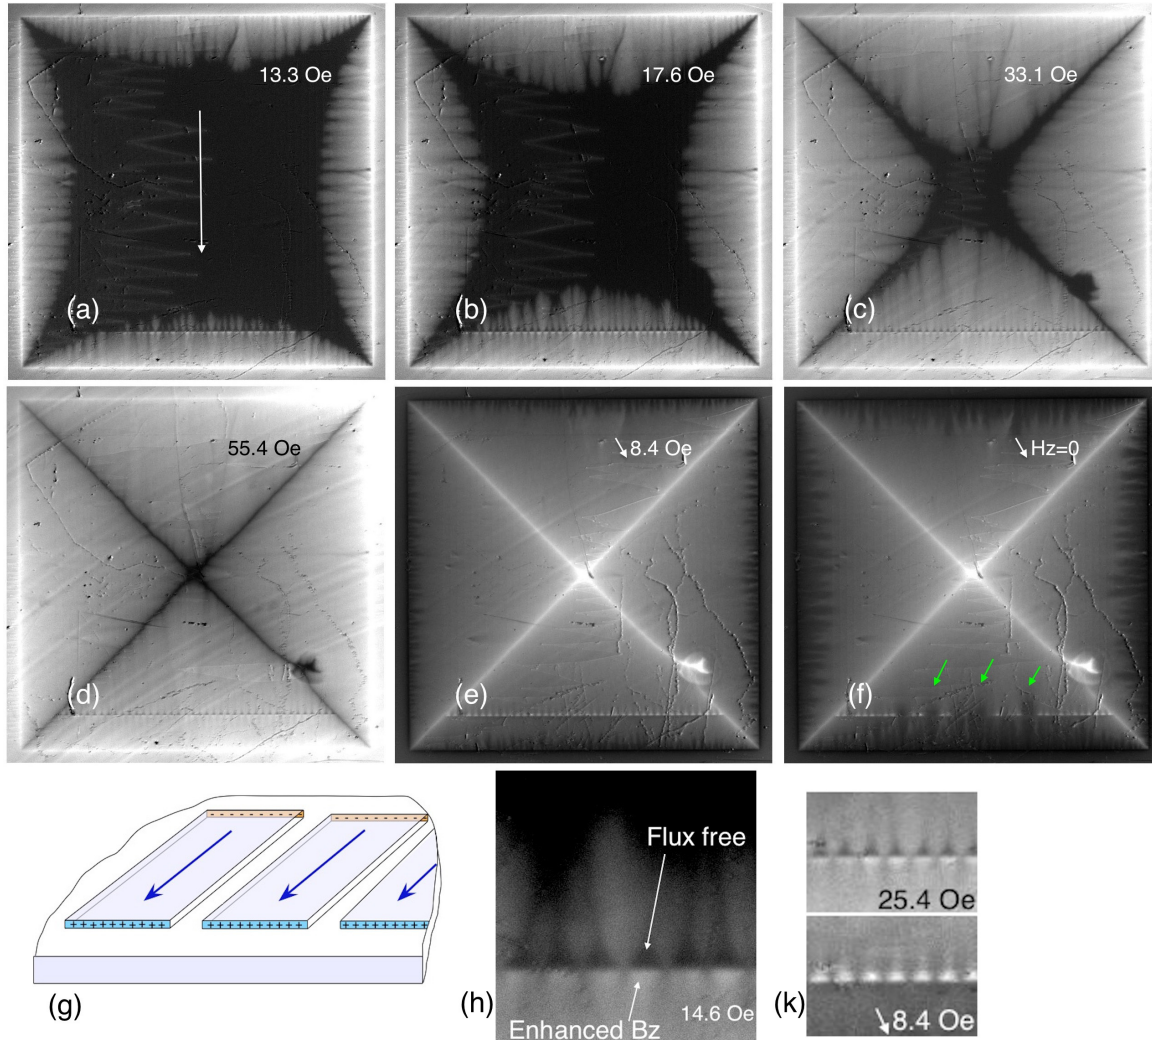 13.3 Oe
(a)
17.6 Oe
(b)
33.1 Oe
(c)
55.4 Oe
(d)
↘8.4 Oe
(e)
↘Hz=0
(f)
(g)
Flux free
Enhanced Bz
14.6 Oe
(h)
25.4 Oe
↘8.4 Oe
(k)